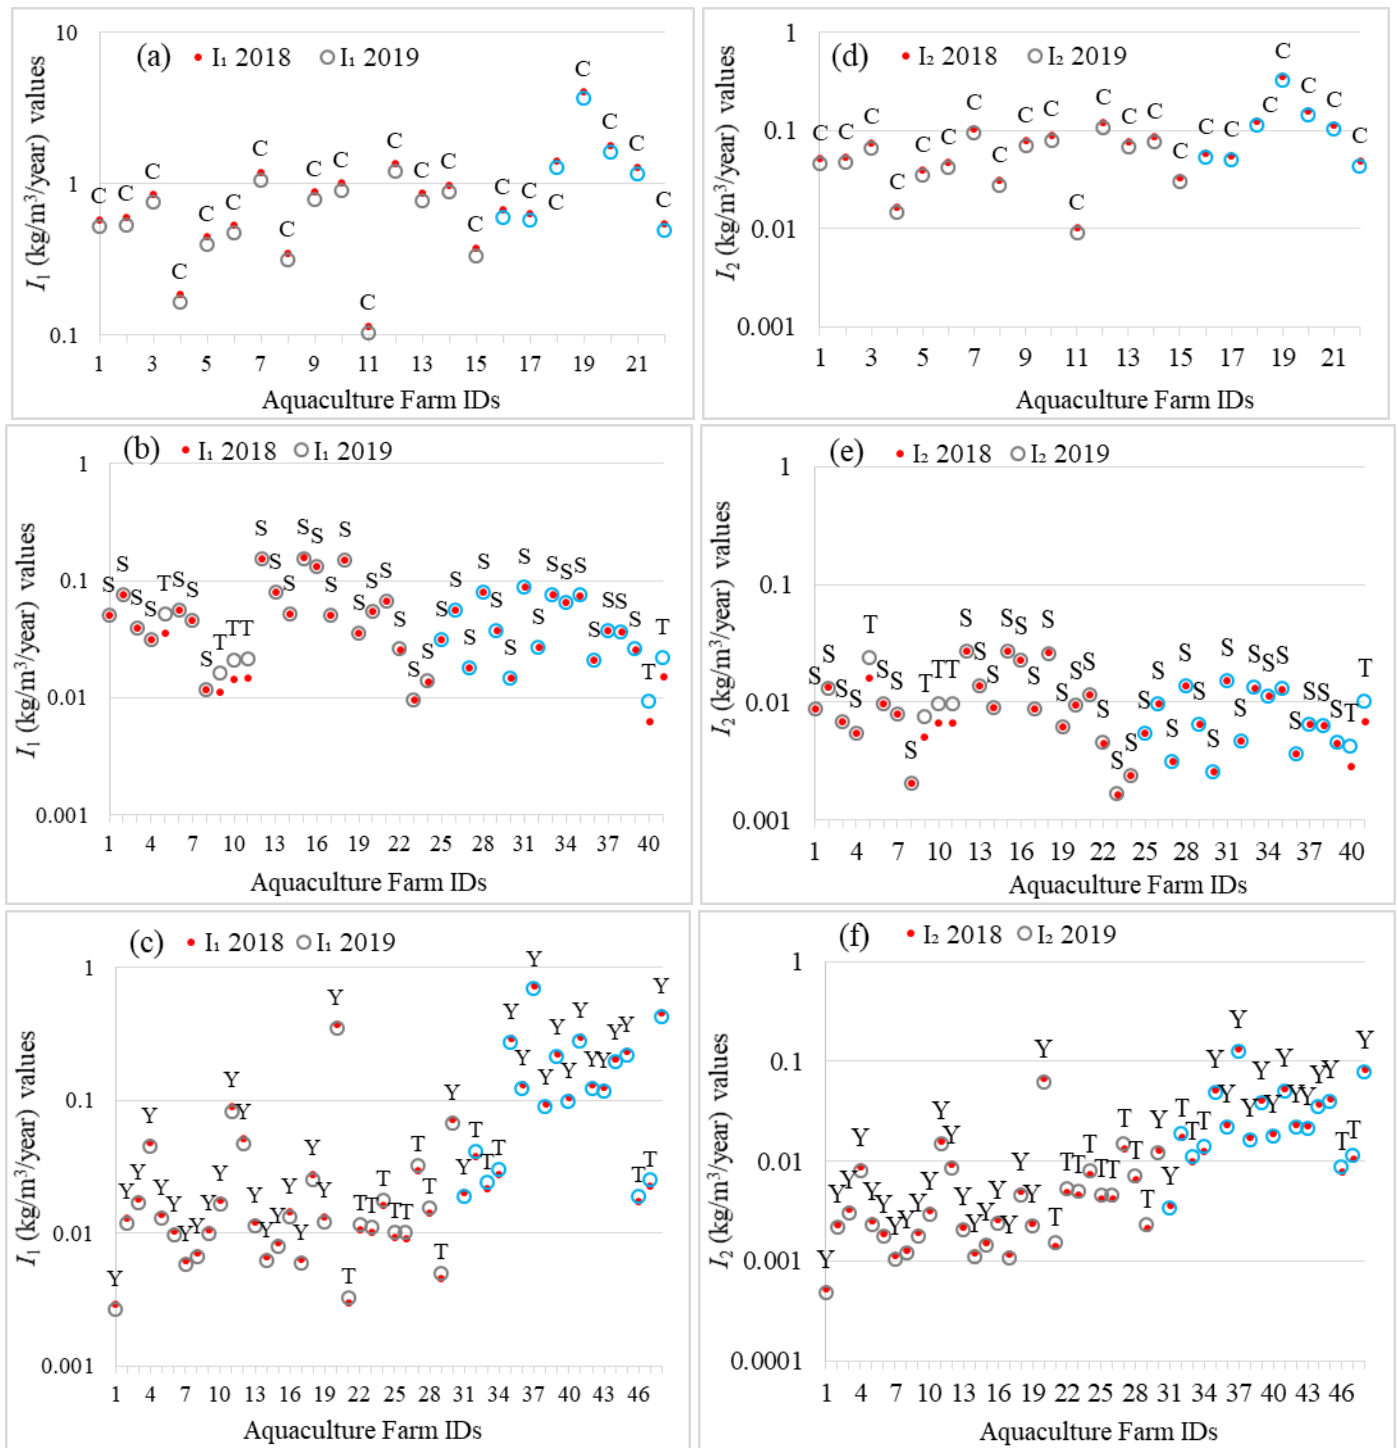 (a) I₁ 2018 I₁ 2019
I₁ (kg/m³/year) values
10
1
0.1
C C C C C C C C C C C C C C C C C C C C C C
1 3 5 7 9 11 13 15 17 19 21
Aquaculture Farm IDs
(d) I₂ 2018 I₂ 2019
I₂ (kg/m³/year) values
1
0.1
0.01
0.001
C C C C C C C C C C C C C C C C C C C C C C
1 3 5 7 9 11 13 15 17 19 21
Aquaculture Farm IDs
(b) I₁ 2018 I₁ 2019
I₁ (kg/m³/year) values
1
0.1
0.01
0.001
S S S S T S S S T T T S S S S S S S S S S S S S S S S S S S S S S S S S S S S T T
1 4 7 10 13 16 19 22 25 28 31 34 37 40
Aquaculture Farm IDs
(e) I₂ 2018 I₂ 2019
I₂ (kg/m³/year) values
1
0.1
0.01
0.001
S S S S T S S S T T T S S S S S S S S S S S S S S S S S S S S S S S S S S S S T T
1 4 7 10 13 16 19 22 25 28 31 34 37 40
Aquaculture Farm IDs
(c) I₁ 2018 I₁ 2019
I₁ (kg/m³/year) values
1
0.1
0.01
0.001
Y Y Y Y Y Y Y Y Y Y Y Y Y Y Y Y Y Y Y Y T T T T T T T T T Y Y T T T Y Y Y Y Y Y Y Y Y Y Y T T Y
1 4 7 10 13 16 19 22 25 28 31 34 37 40 43 46
Aquaculture Farm IDs
(f) I₂ 2018 I₂ 2019
I₂ (kg/m³/year) values
1
0.1
0.01
0.001
0.0001
Y Y Y Y Y Y Y Y Y Y Y Y Y Y Y Y Y Y Y Y T T T T T T T T T Y Y T T T Y Y Y Y Y Y Y Y Y Y Y T T Y
1 4 7 10 13 16 19 22 25 28 31 34 37 40 43 46
Aquaculture Farm IDs